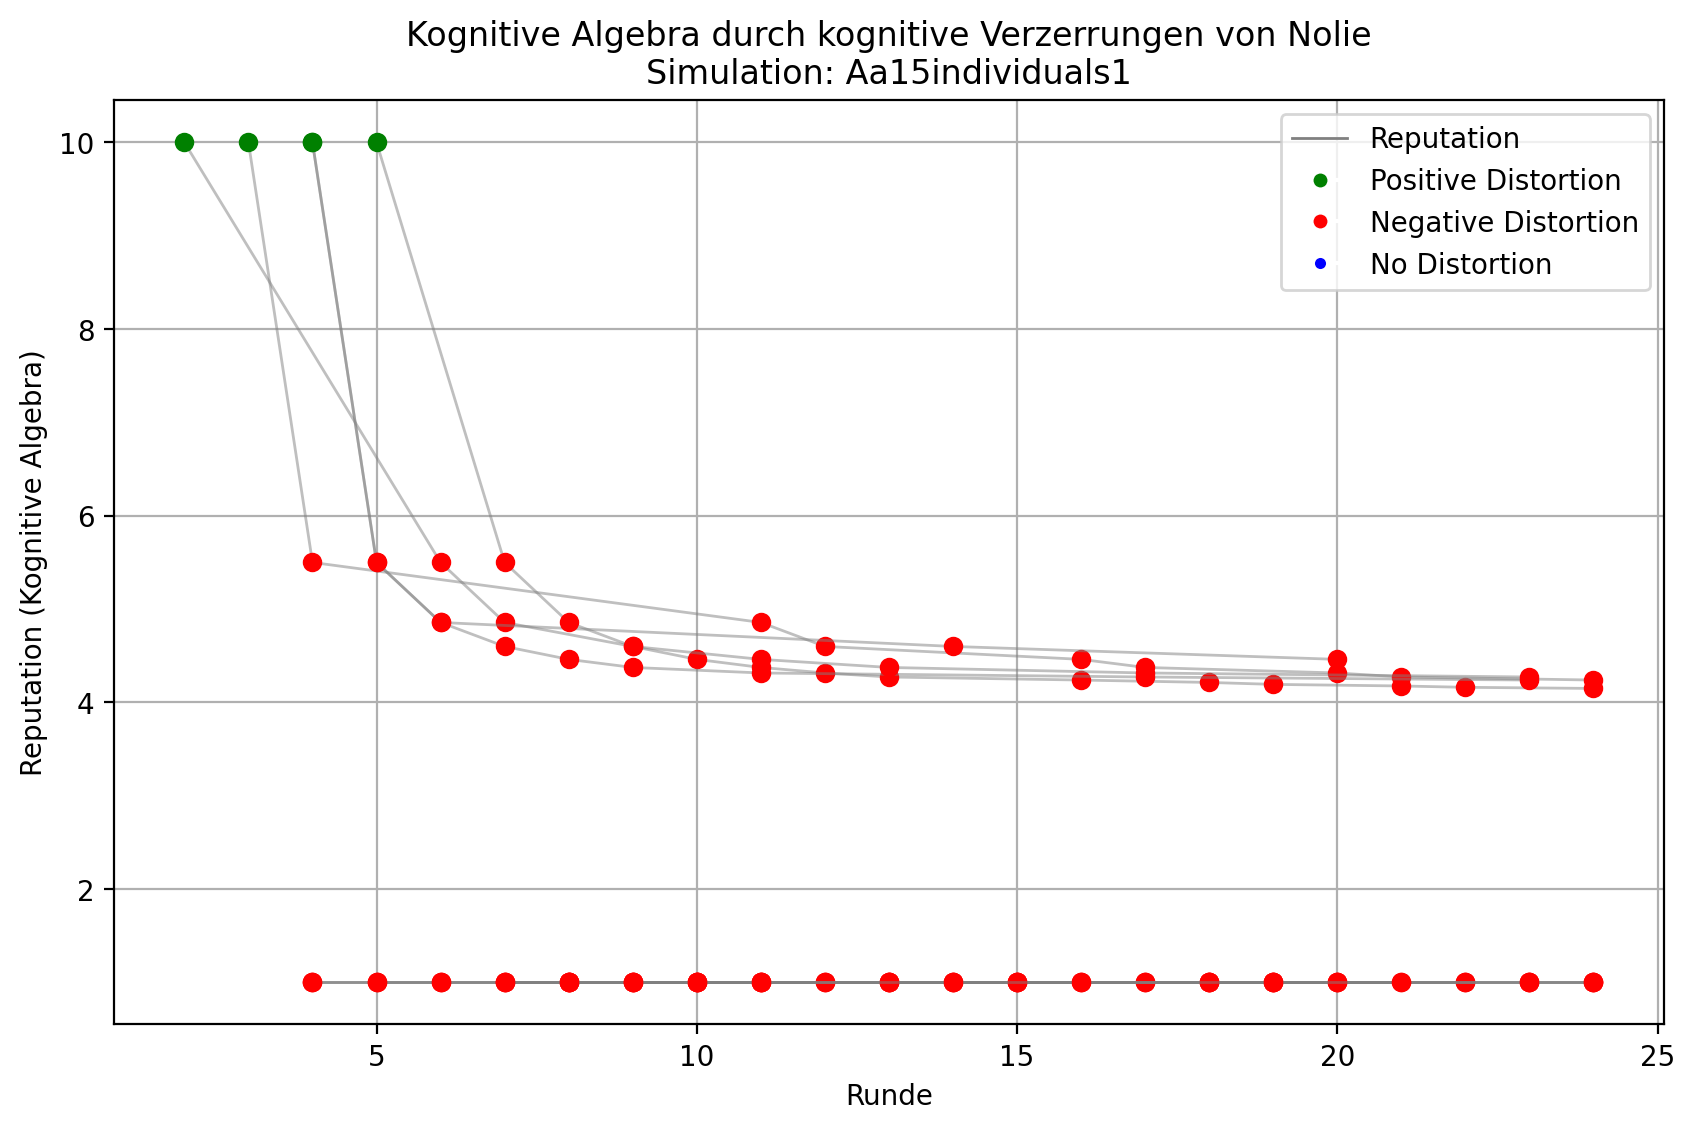 Kognitive Algebra durch kognitive Verzerrungen von Nolie
Simulation: Aa15individuals1
Reputation
Positive Distortion
Negative Distortion
No Distortion
Reputation (Kognitive Algebra)
10
8
6
4
2
5
10
15
20
25
Runde